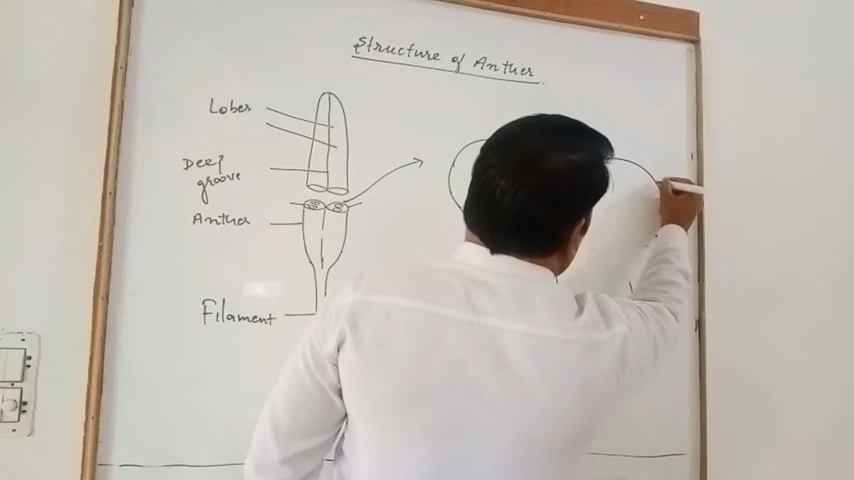 Structure of Anther
Lobes
Deep
groove
Anther
Filament